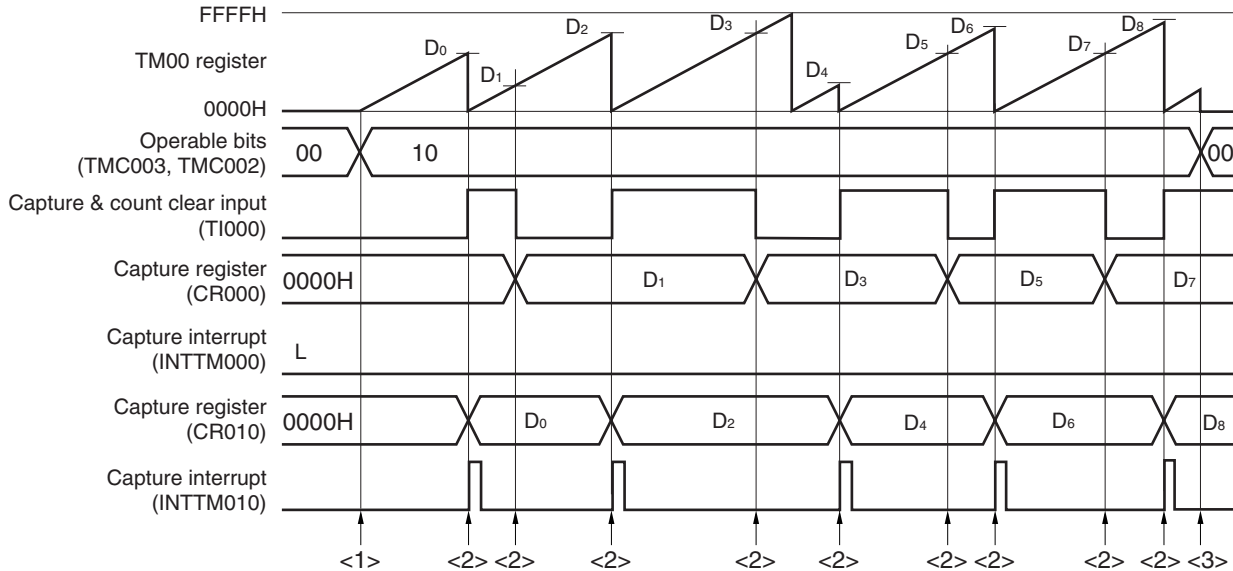 FFFFH
TM00 register
0000H
D0 D1 D2 D3 D4 D5 D6 D7 D8
Operable bits
(TMC003, TMC002)
00 10 00
Capture & count clear input
(TI000)
Capture register
(CR000)
0000H D1 D3 D5 D7
Capture interrupt
(INTTM000)
L
Capture register
(CR010)
0000H D0 D2 D4 D6 D8
Capture interrupt
(INTTM010)
<1> <2> <2> <2> <2> <2> <2> <2> <2> <2> <3>